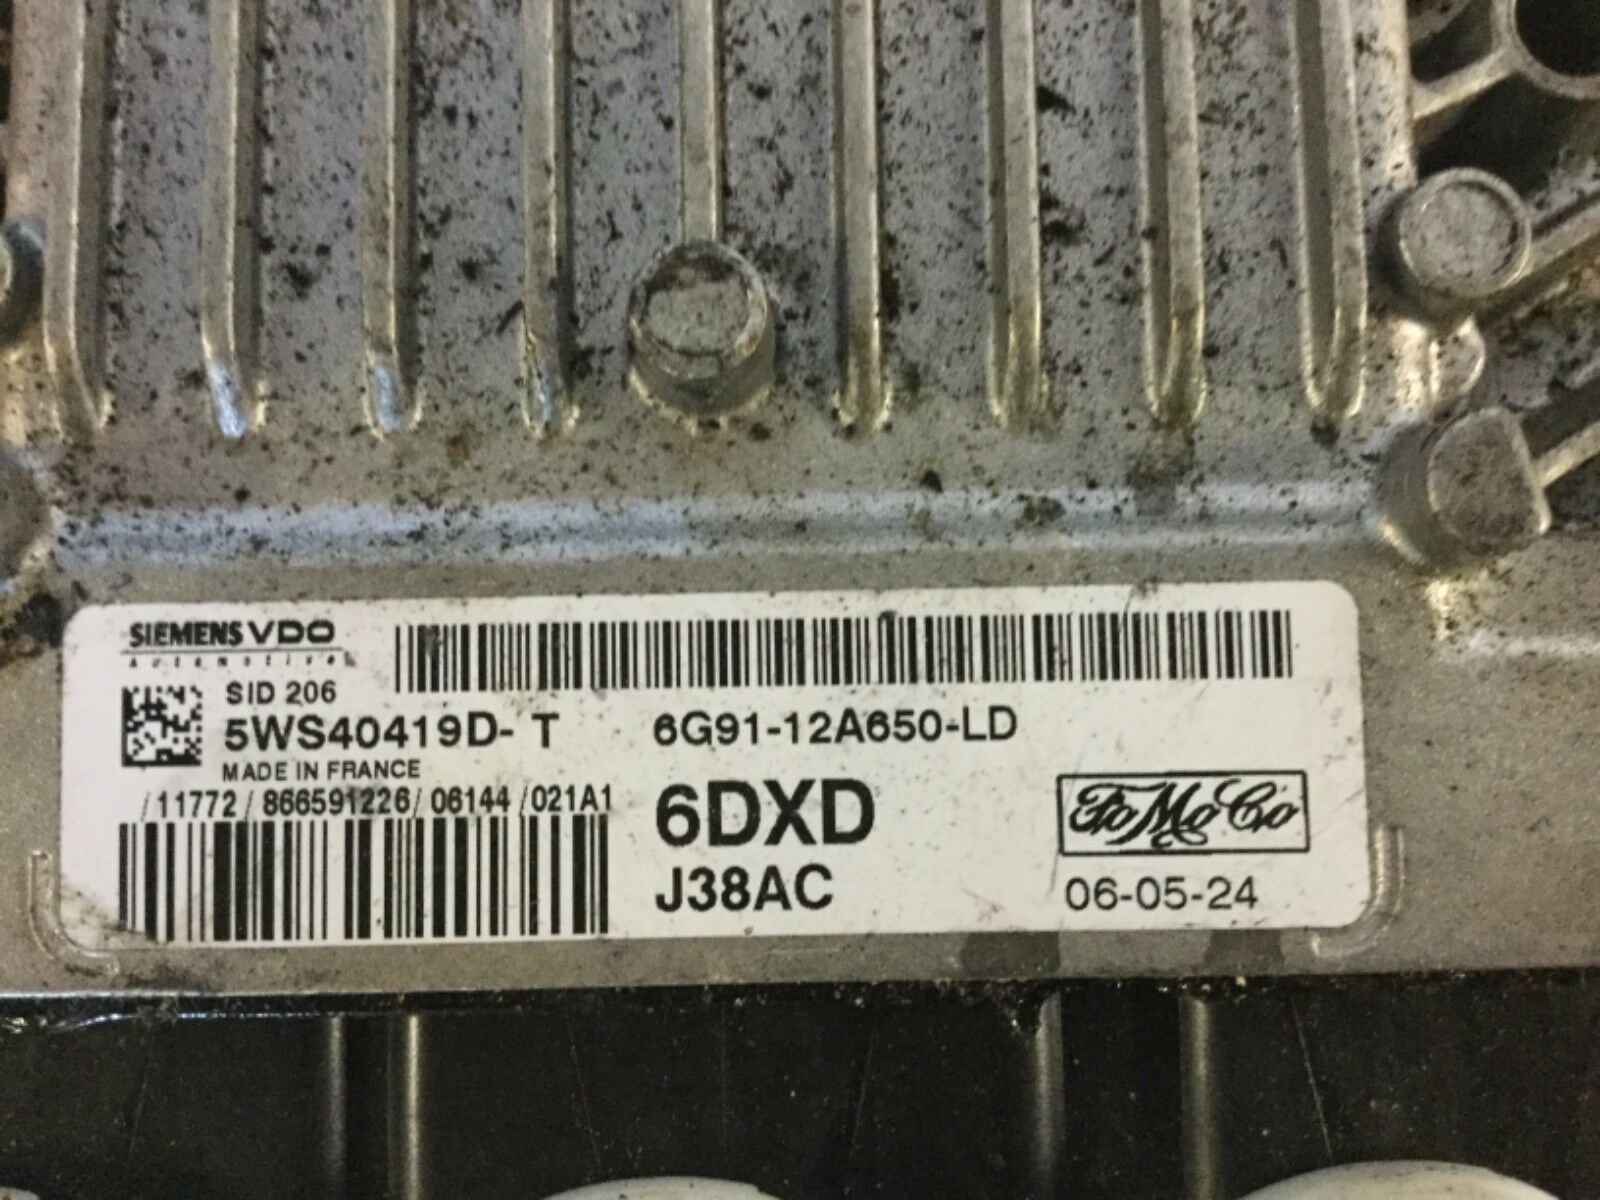 SIEMENS VDO
Automotive
SID 206
5WS40419D- T 6G91-12A650-LD
MADE IN FRANCE
/11772/866591226/06144/021A1
6DXD
J38AC
FoMoCo
06-05-24